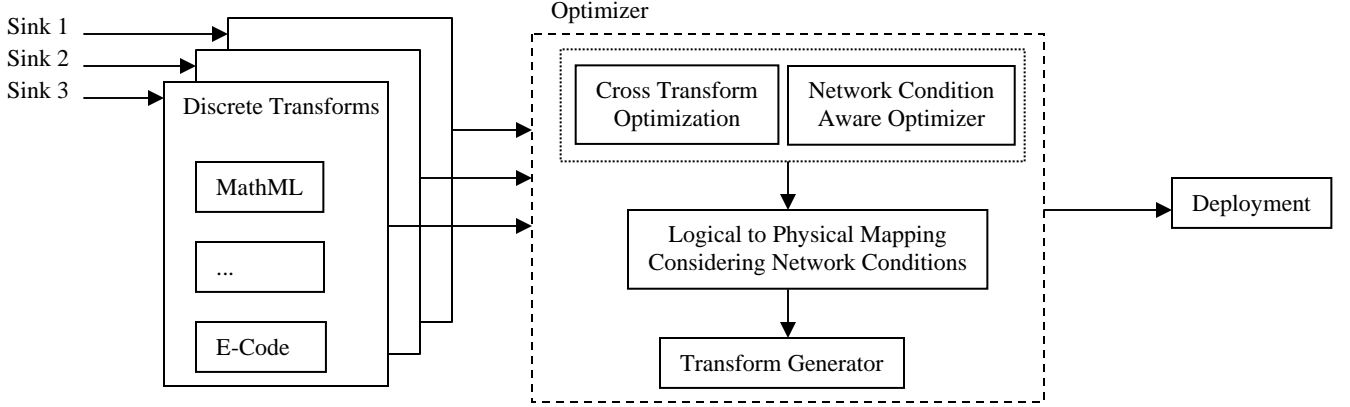 Optimizer
Sink 1
Sink 2
Sink 3
Discrete Transforms
MathML
...
E-Code
Cross Transform
Optimization
Network Condition
Aware Optimizer
Logical to Physical Mapping
Considering Network Conditions
Transform Generator
Deployment